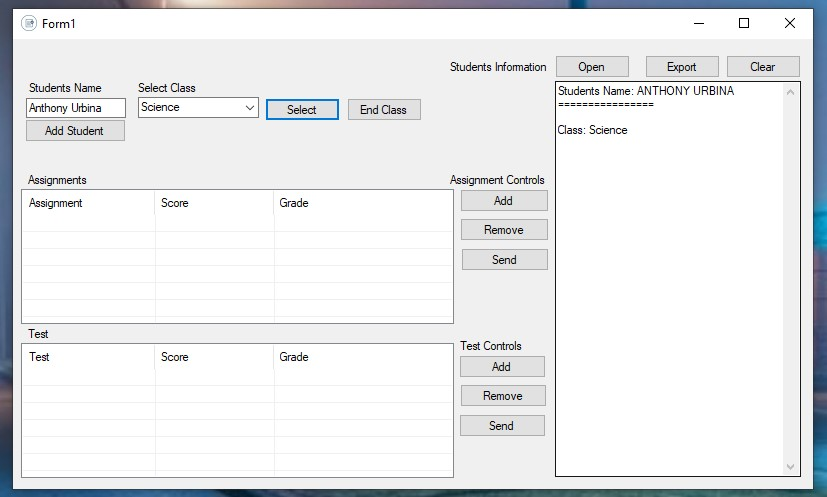 Form1
Students Information
Open
Export
Clear
Students Name
Select Class
Anthony Urbina
Science
Select
End Class
Add Student
Students Name: ANTHONY URBINA
================
Class: Science
Assignments
Assignment Controls
Assignment Score Grade
Add
Remove
Send
Test
Test Controls
Test Score Grade
Add
Remove
Send